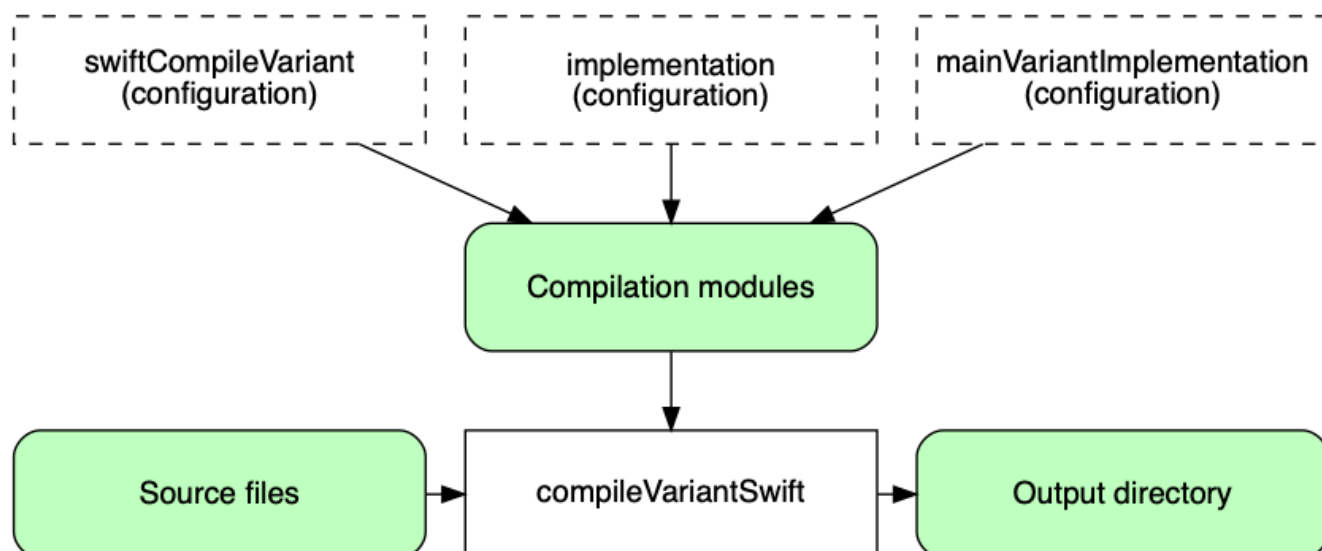 swiftCompileVariant
(configuration)
implementation
(configuration)
mainVariantImplementation
(configuration)
Compilation modules
Source files
compileVariantSwift
Output directory